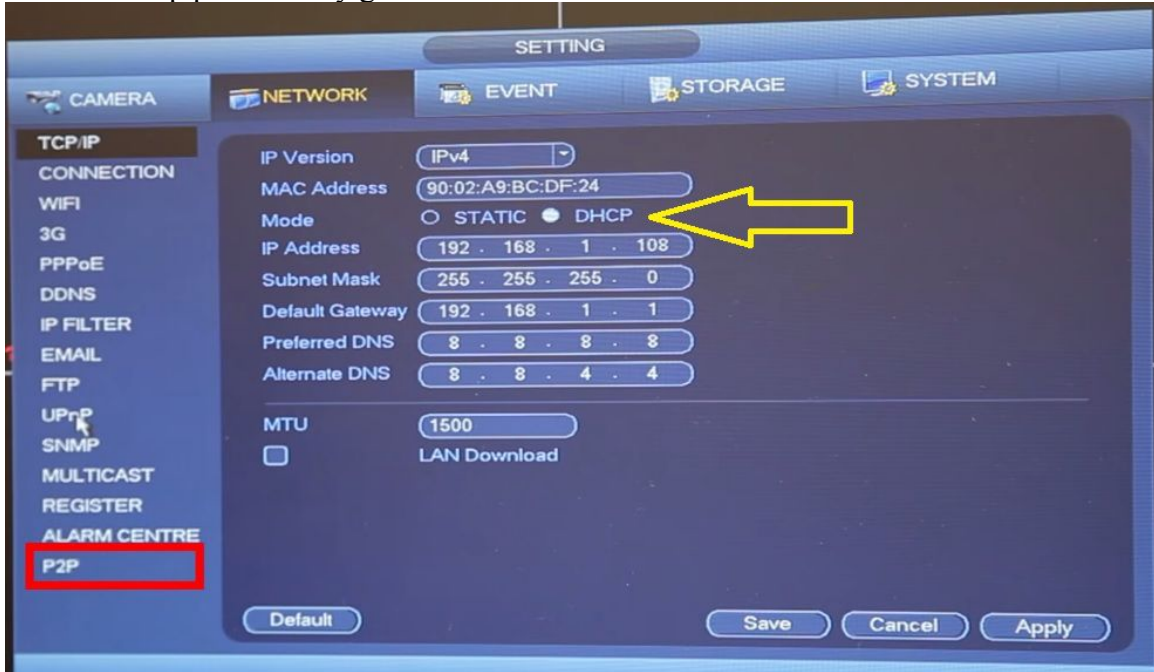 SETTING
CAMERA NETWORK EVENT STORAGE SYSTEM
TCP/IP
CONNECTION
WIFI
3G
PPPoE
DDNS
IP FILTER
EMAIL
FTP
UPnP
SNMP
MULTICAST
REGISTER
ALARM CENTRE
P2P
IP Version IPv4
MAC Address 90:02:A9:BC:DF:24
Mode STATIC DHCP
IP Address 192 . 168 . 1 . 108
Subnet Mask 255 . 255 . 255 . 0
Default Gateway 192 . 168 . 1 . 1
Preferred DNS 8 . 8 . 8 . 8
Alternate DNS 8 . 8 . 4 . 4
MTU 1500
LAN Download
Default Save Cancel Apply